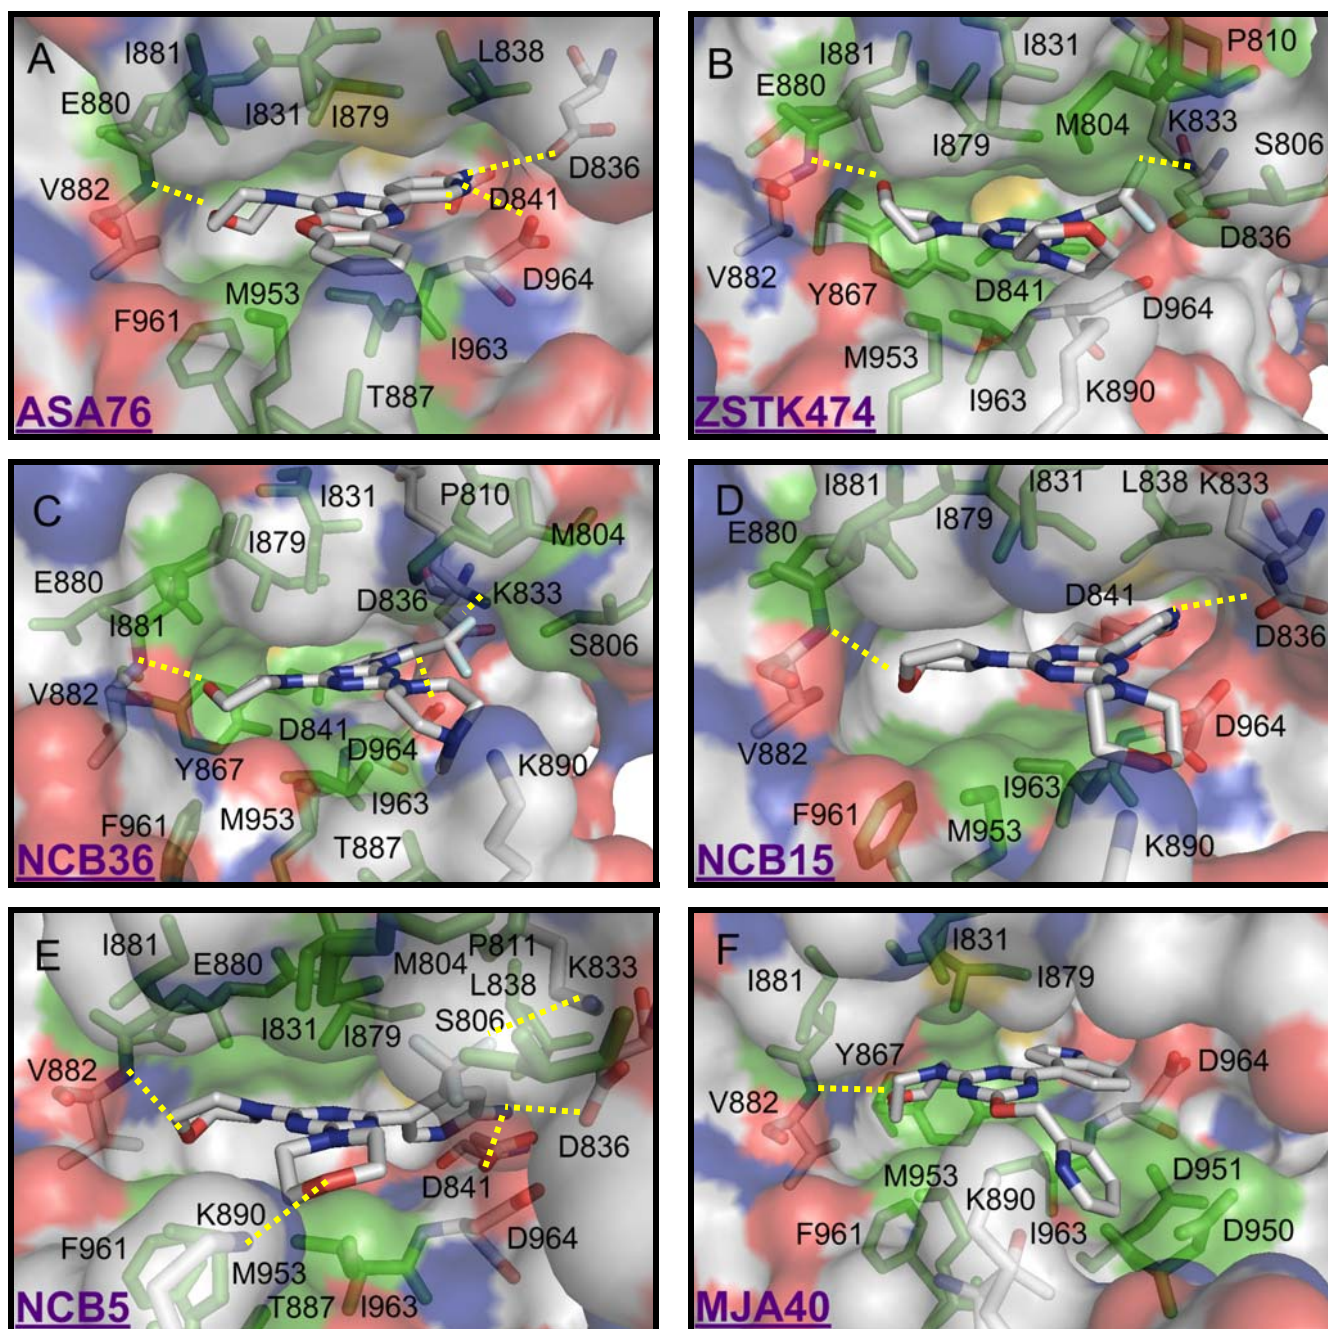 A
I881
L838
E880
I831
I879
D836
V882
D841
D964
M953
F961
I963
T887
ASA76
B
I881
I831
P810
E880
M804
K833
I879
S806
D836
V882
Y867
D841
D964
M953
I963
K890
ZSTK474
C
I831
P810
M804
I879
E880
D836
K833
I881
S806
V882
D841
D964
Y867
K890
I963
F961
M953
T887
NCB36
D
I881
I831
L838
K833
E880
I879
D841
D836
D964
V882
I963
F961
M953
K890
NCB15
E
I881
E880
M804
P811
K833
L838
I831
I879
S806
V882
D836
D841
K890
D964
F961
M953
T887
I963
NCB5
F
I831
I881
I879
Y867
D964
V882
M953
K890
D951
F961
I963
D950
MJA40